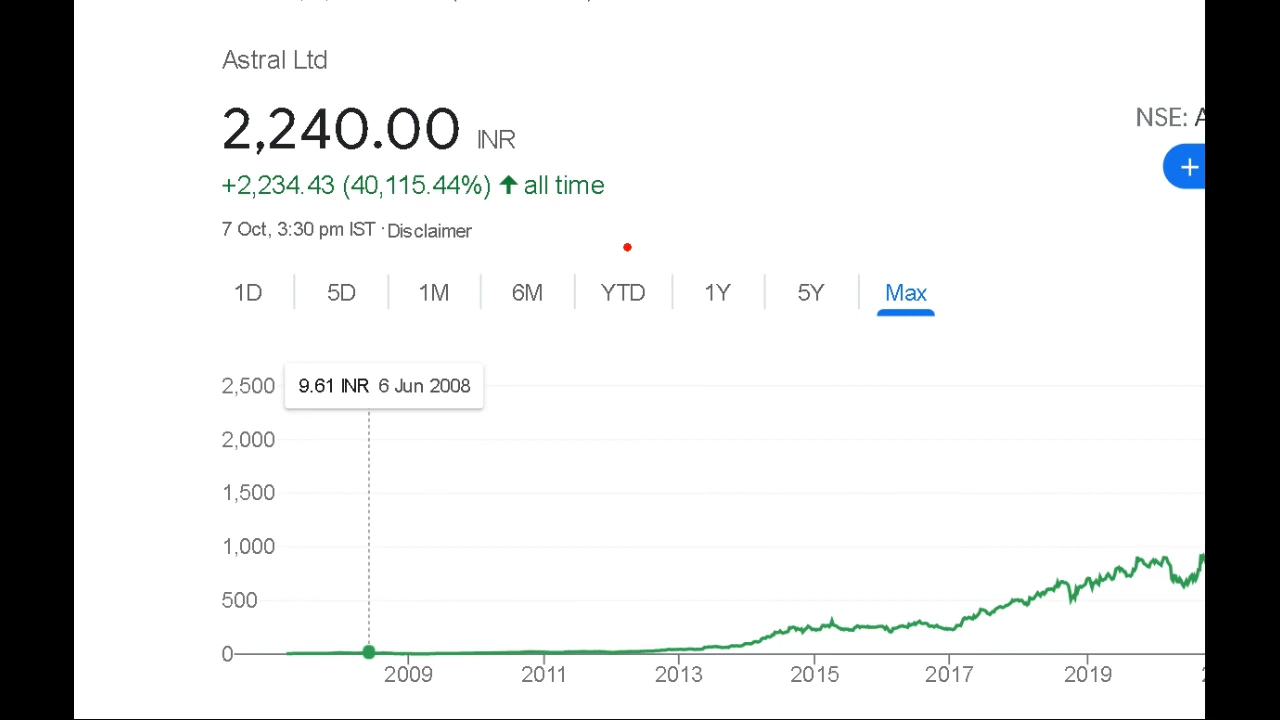 Astral Ltd
2,240.00 INR
NSE:
+2,234.43 (40,115.44%) ↑ all time
+
7 Oct, 3:30 pm IST · Disclaimer
1D 5D 1M 6M YTD 1Y 5Y Max
2,500
9.61 INR 6 Jun 2008
2,000
1,500
1,000
500
0
2009 2011 2013 2015 2017 2019